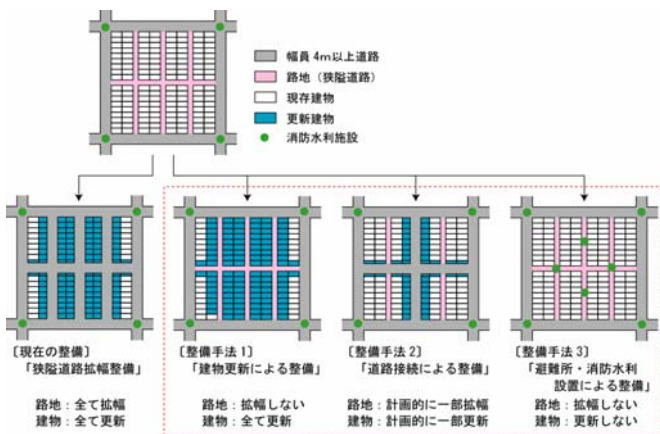 幅員 4m以上道路
路地（狭隘道路）
現存建物
更新建物
消防水利施設
〔現在の整備〕
「狭隘道路拡幅整備」
路地：全て拡幅
建物：全て更新
〔整備手法 1〕
「建物更新による整備」
路地：拡幅しない
建物：全て更新
〔整備手法 2〕
「道路接続による整備」
路地：計画的に一部拡幅
建物：計画的に一部更新
〔整備手法 3〕
「避難所・消防水利
設置による整備」
路地：拡幅しない
建物：更新しない